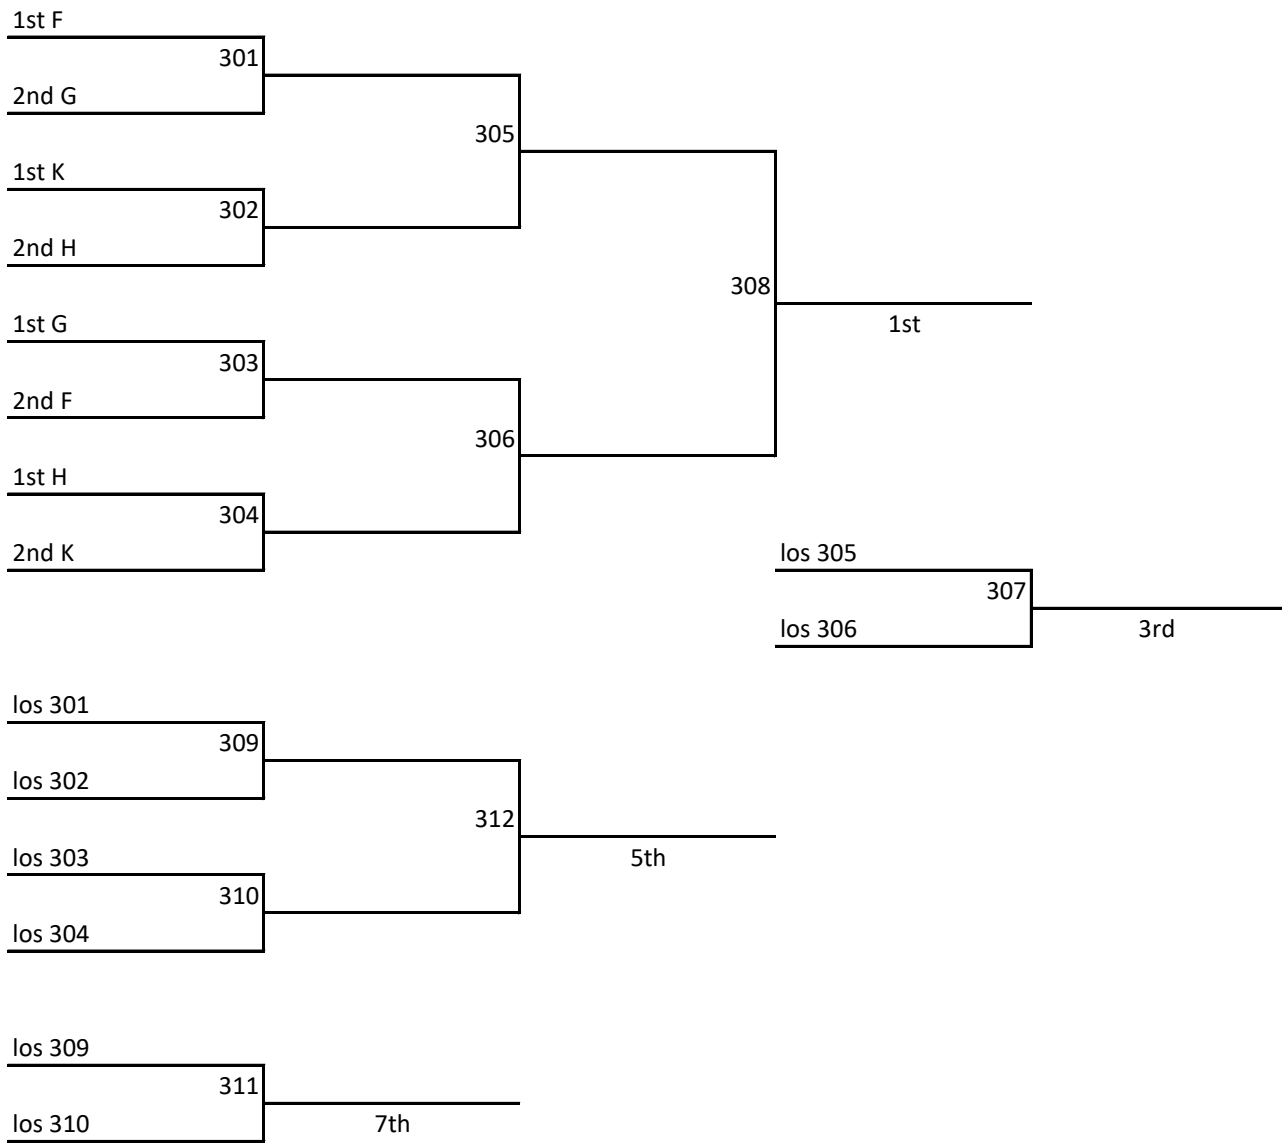 1st F
301
2nd G
305
1st K
302
2nd H
308
1st
1st G
303
2nd F
306
1st H
304
2nd K
los 305
307
los 306
3rd
los 301
309
los 302
312
5th
los 303
310
los 304
los 309
311
los 310
7th